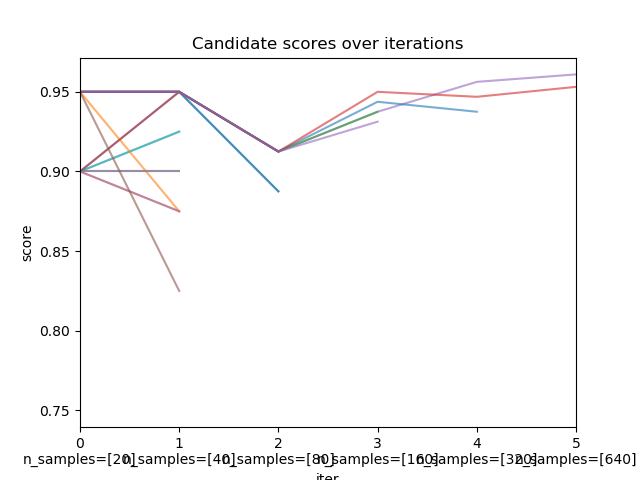 Candidate scores over iterations
score
0.95
0.90
0.85
0.80
0.75
0 1 2 3 4 5
n_samples=[20] n_samples=[40] n_samples=[80] n_samples=[160] n_samples=[320] n_samples=[640]
iter